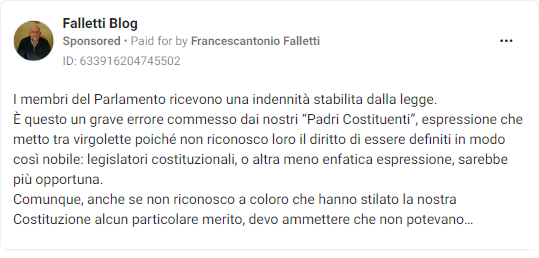 Falletti Blog
Sponsored • Paid for by Francescantonio Falletti
ID: 633916204745502
I membri del Parlamento ricevono una indennità stabilita dalla legge.
È questo un grave errore commesso dai nostri “Padri Costituenti”, espressione che
metto tra virgolette poiché non riconosco loro il diritto di essere definiti in modo
così nobile: legislatori costituzionali, o altra meno enfatica espressione, sarebbe
più opportuna.
Comunque, anche se non riconosco a coloro che hanno stilato la nostra
Costituzione alcun particolare merito, devo ammettere che non potevano…